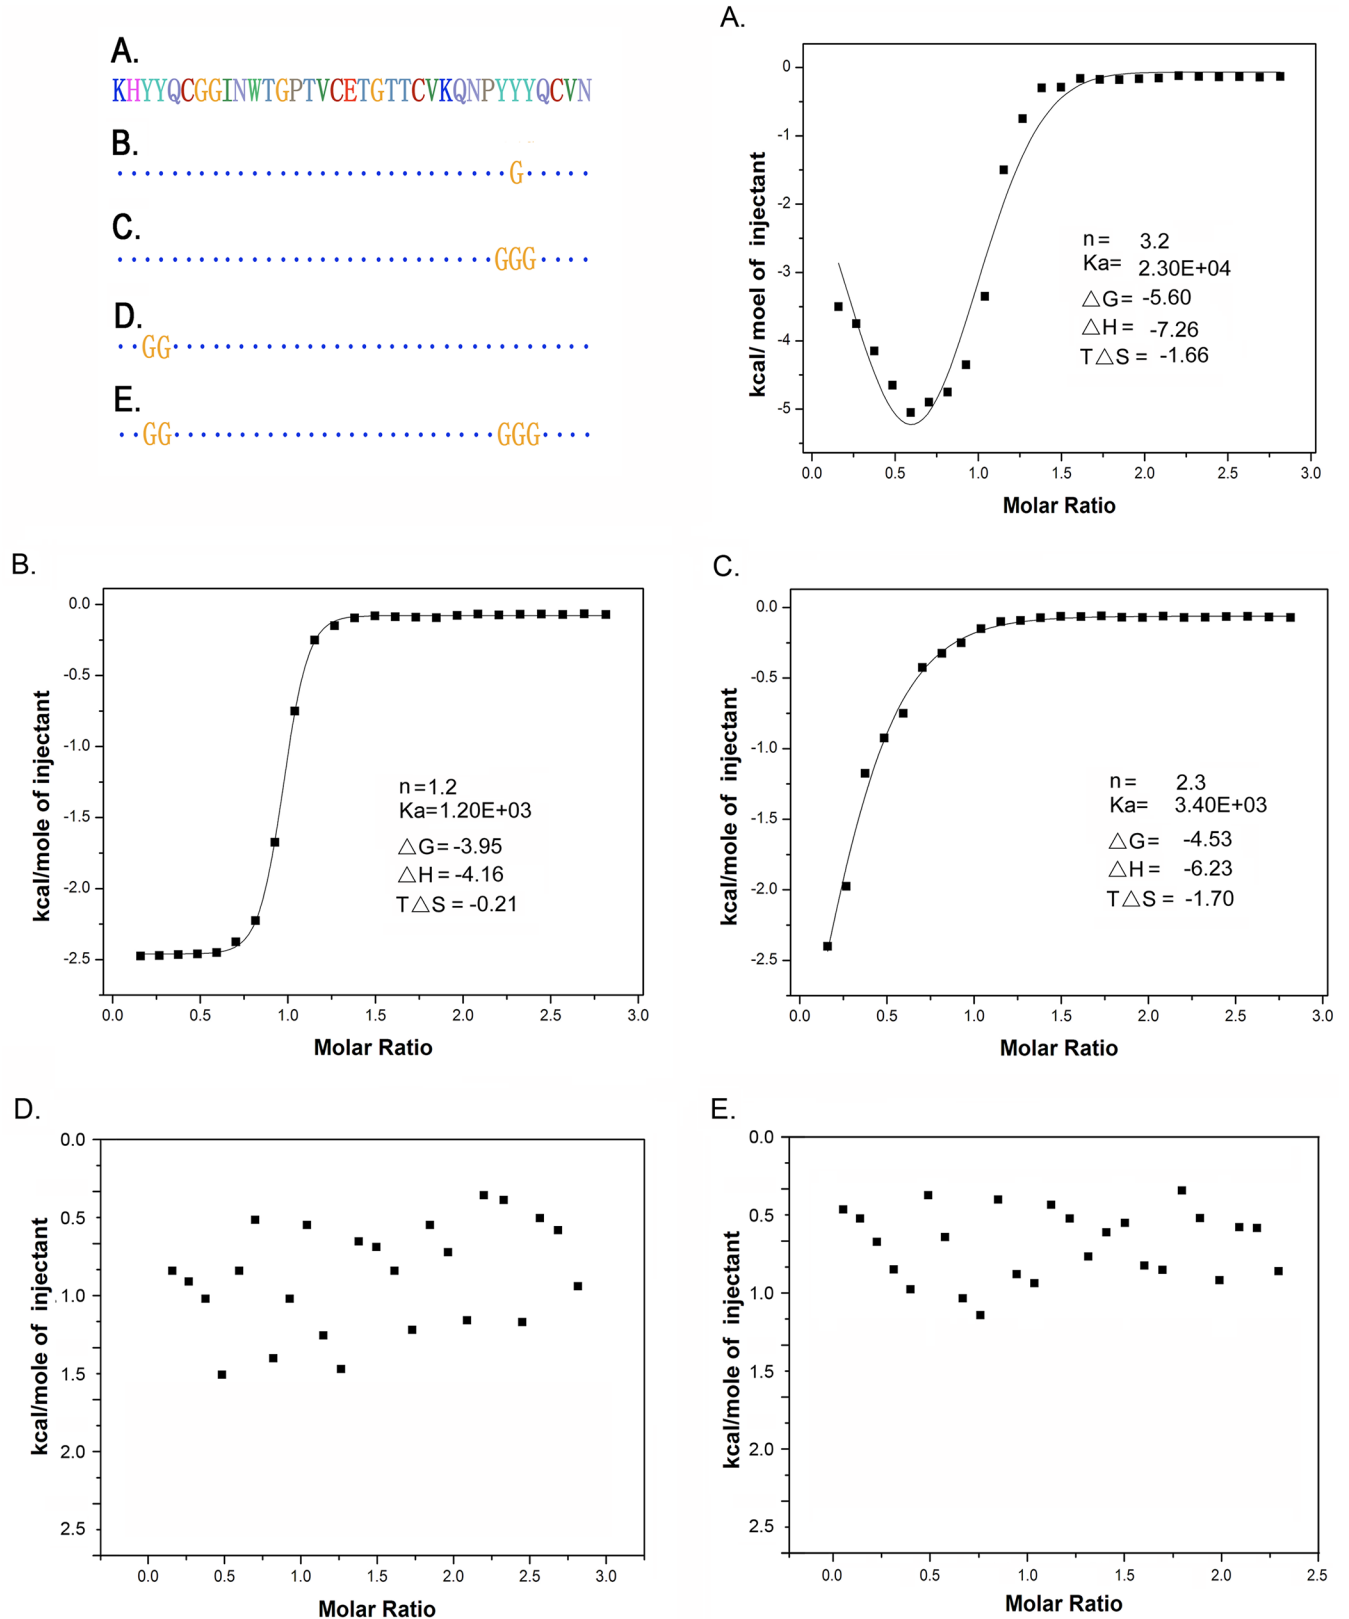 A.
KHYYQCGGINWTGPTVCETGTTCVKQNPYYYQCVN
B.
G
C.
GGG
D.
GG
E.
GG GGG
A.
0
-1
-2
-3
-4
-5
kcal/ moel of injectant
n = 3.2
Ka= 2.30E+04
△G= -5.60
△H = -7.26
T△S = -1.66
0.0 0.5 1.0 1.5 2.0 2.5 3.0
Molar Ratio
B.
0.0
-0.5
-1.0
-1.5
-2.0
-2.5
kcal/mole of injectant
n=1.2
Ka=1.20E+03
△G= -3.95
△H = -4.16
T△S = -0.21
0.0 0.5 1.0 1.5 2.0 2.5 3.0
Molar Ratio
C.
0.0
-0.5
-1.0
-1.5
-2.0
-2.5
kcal/mole of injectant
n= 2.3
Ka= 3.40E+03
△G= -4.53
△H = -6.23
T△S = -1.70
0.0 0.5 1.0 1.5 2.0 2.5 3.0
Molar Ratio
D.
0.0
0.5
1.0
1.5
2.0
2.5
kcal/mole of injectant
0.0 0.5 1.0 1.5 2.0 2.5 3.0
Molar Ratio
E.
0.0
0.5
1.0
1.5
2.0
2.5
kcal/mole of injectant
0.0 0.5 1.0 1.5 2.0 2.5
Molar Ratio